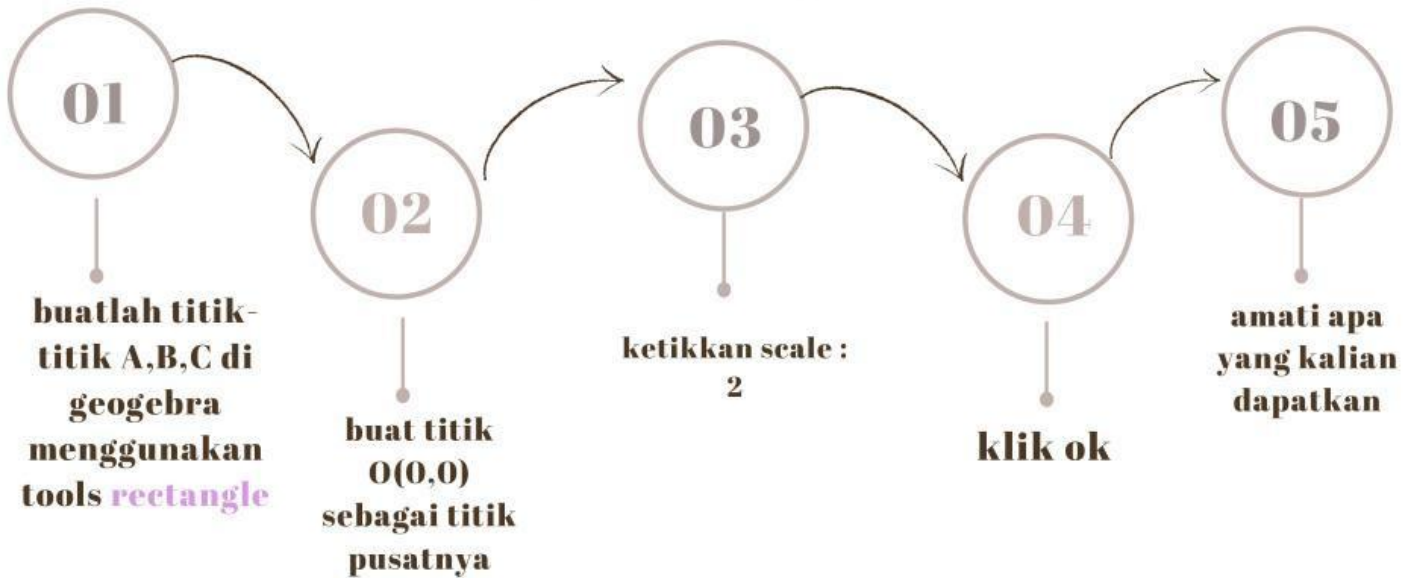 01
buatlah titik-
titik A,B,C di
geogebra
menggunakan
tools rectangle
02
buat titik
O(0,0)
sebagai titik
pusatnya
03
ketikkan scale :
2
04
klik ok
05
amati apa
yang kalian
dapatkan